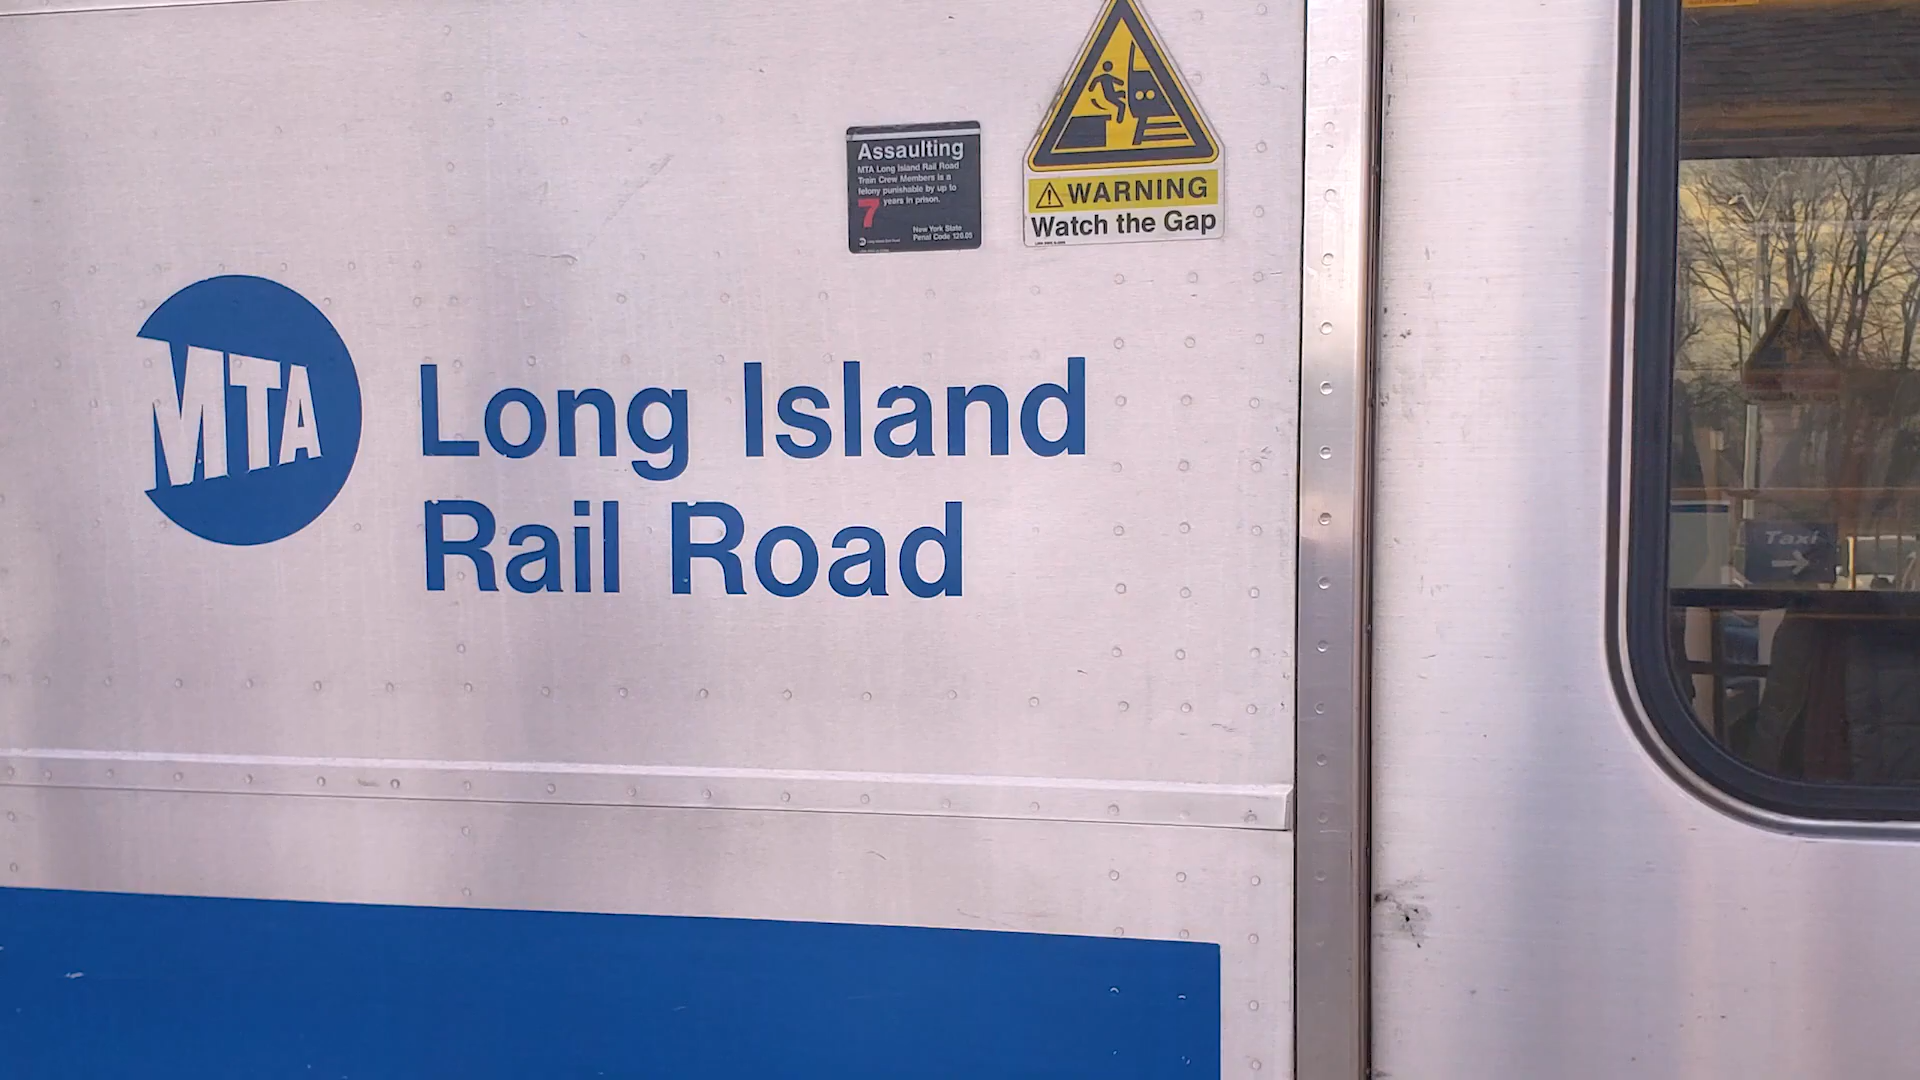 Assaulting
MTA Long Island Rail Road
Train Crew Members is a
felony punishable by up to
7 years in prison.
New York State
Penal Code 120.05
WARNING
Watch the Gap
MTA
Long Island
Rail Road
Taxi